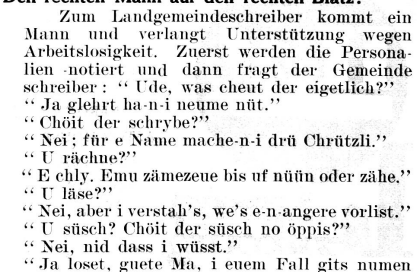 Den rechten Mann auf den rechten Blatz!
Zum Landgemeindeschreiber kommt ein
Mann und verlangt Unterstützung wegen
Arbeitslosigkeit. Zuerst werden die Persona-
lien notiert und dann fragt der Gemeinde
schreiber : “ Ude, was cheut der eigetlich?”
“ Ja glehrt ha-n-i neume nüt.”
“ Chöit der schrybe?”
“ Nei ; für e Name mache-n-i drü Chrützli.”
“ U rächne?”
“ E chly. Emu zämezeue bis uf nüün oder zähe.”
“ U läse?”
“ Nei, aber i verstah's, we's e-n-angere vorlist.”
“ U süsch? Chöit der süsch no öppis?”
“ Nei, nid dass i wüsst.”
“ Ja loset, guete Ma, i euem Fall gits numen